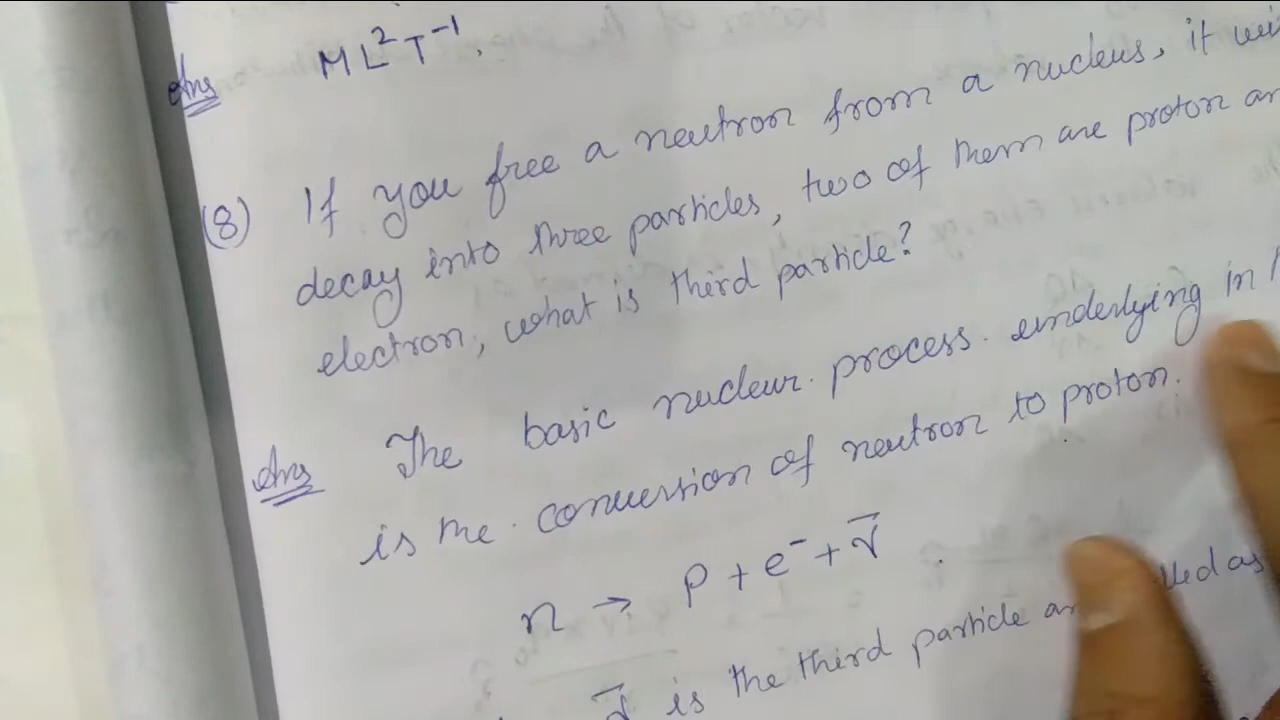 Ans ML²T⁻¹.
(8) If you free a neutron from a nucleus, it
decay into three particles, two of them are proton
electron, what is third particle?
Ans The basic nuclear process underlying in
is the conversion of neutron to proton.
n → p + e⁻ + ν̅
ν̅ is the third particle as